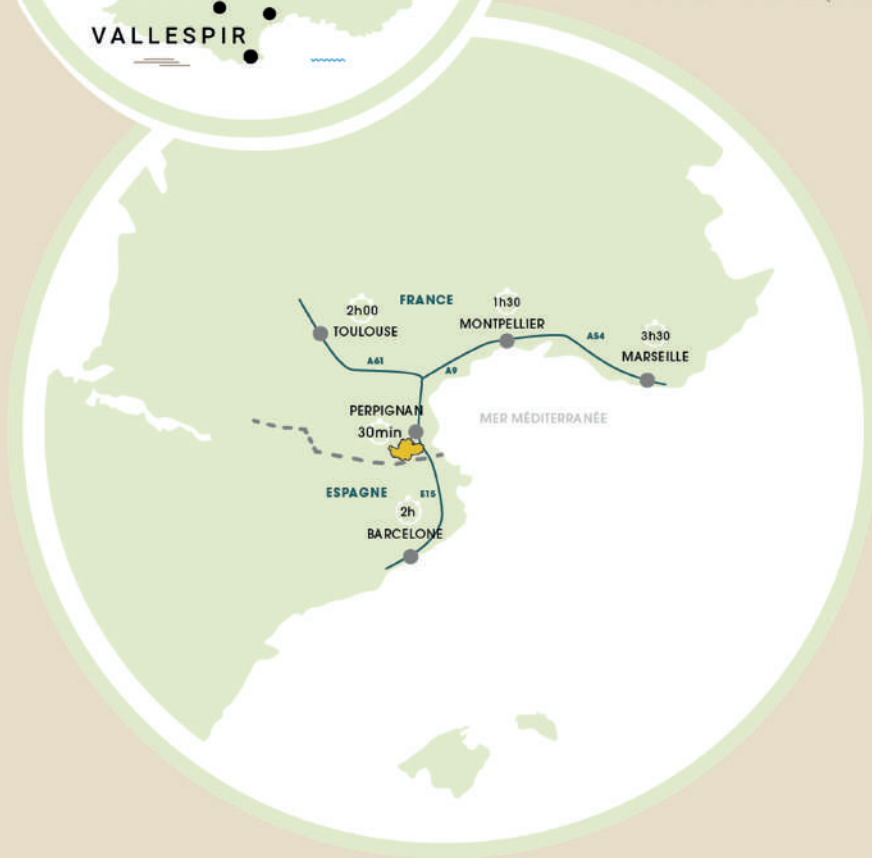 VALLESPIR
2h00
FRANCE
1h30
TOULOUSE
MONTPELLIER
A54
3h30
MARSEILLE
A61
A9
PERPIGNAN
30min
MER MÉDITERRANÉE
ESPAGNE
E15
2h
BARCELONE